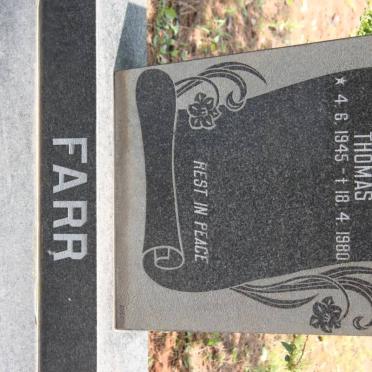 THOMAS
★ 4. 6. 1945 - † 18. 4. 1980
REST IN PEACE
FARR